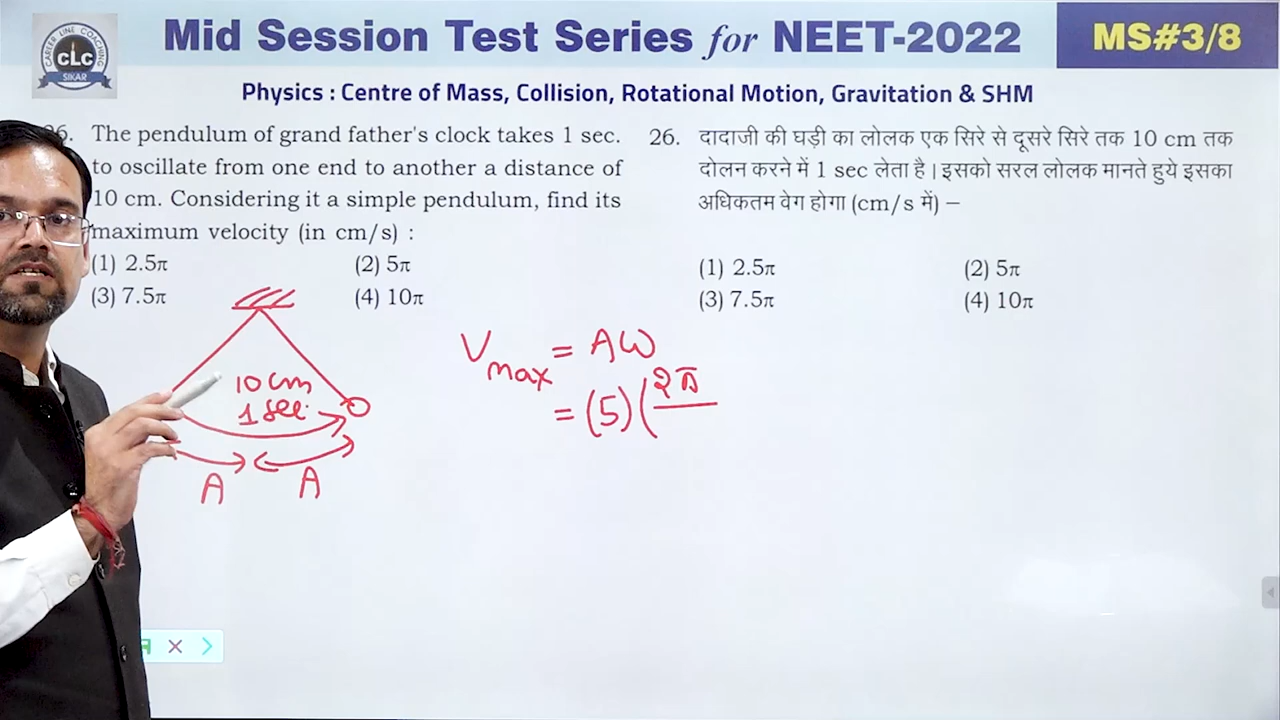 CAREER LINE COACHING
CLC
SIKAR
Mid Session Test Series for NEET-2022
MS#3/8
Physics : Centre of Mass, Collision, Rotational Motion, Gravitation & SHM
26. The pendulum of grand father's clock takes 1 sec.
to oscillate from one end to another a distance of
10 cm. Considering it a simple pendulum, find its
maximum velocity (in cm/s) :
(1) 2.5π (2) 5π
(3) 7.5π (4) 10π
26. दादाजी की घड़ी का लोलक एक सिरे से दूसरे सिरे तक 10 cm तक
दोलन करने में 1 sec लेता है। इसको सरल लोलक मानते हुये इसका
अधिकतम वेग होगा (cm/s में) –
(1) 2.5π (2) 5π
(3) 7.5π (4) 10π
10 cm
1 sec.
A A
Vmax = Aω
= (5)(2π